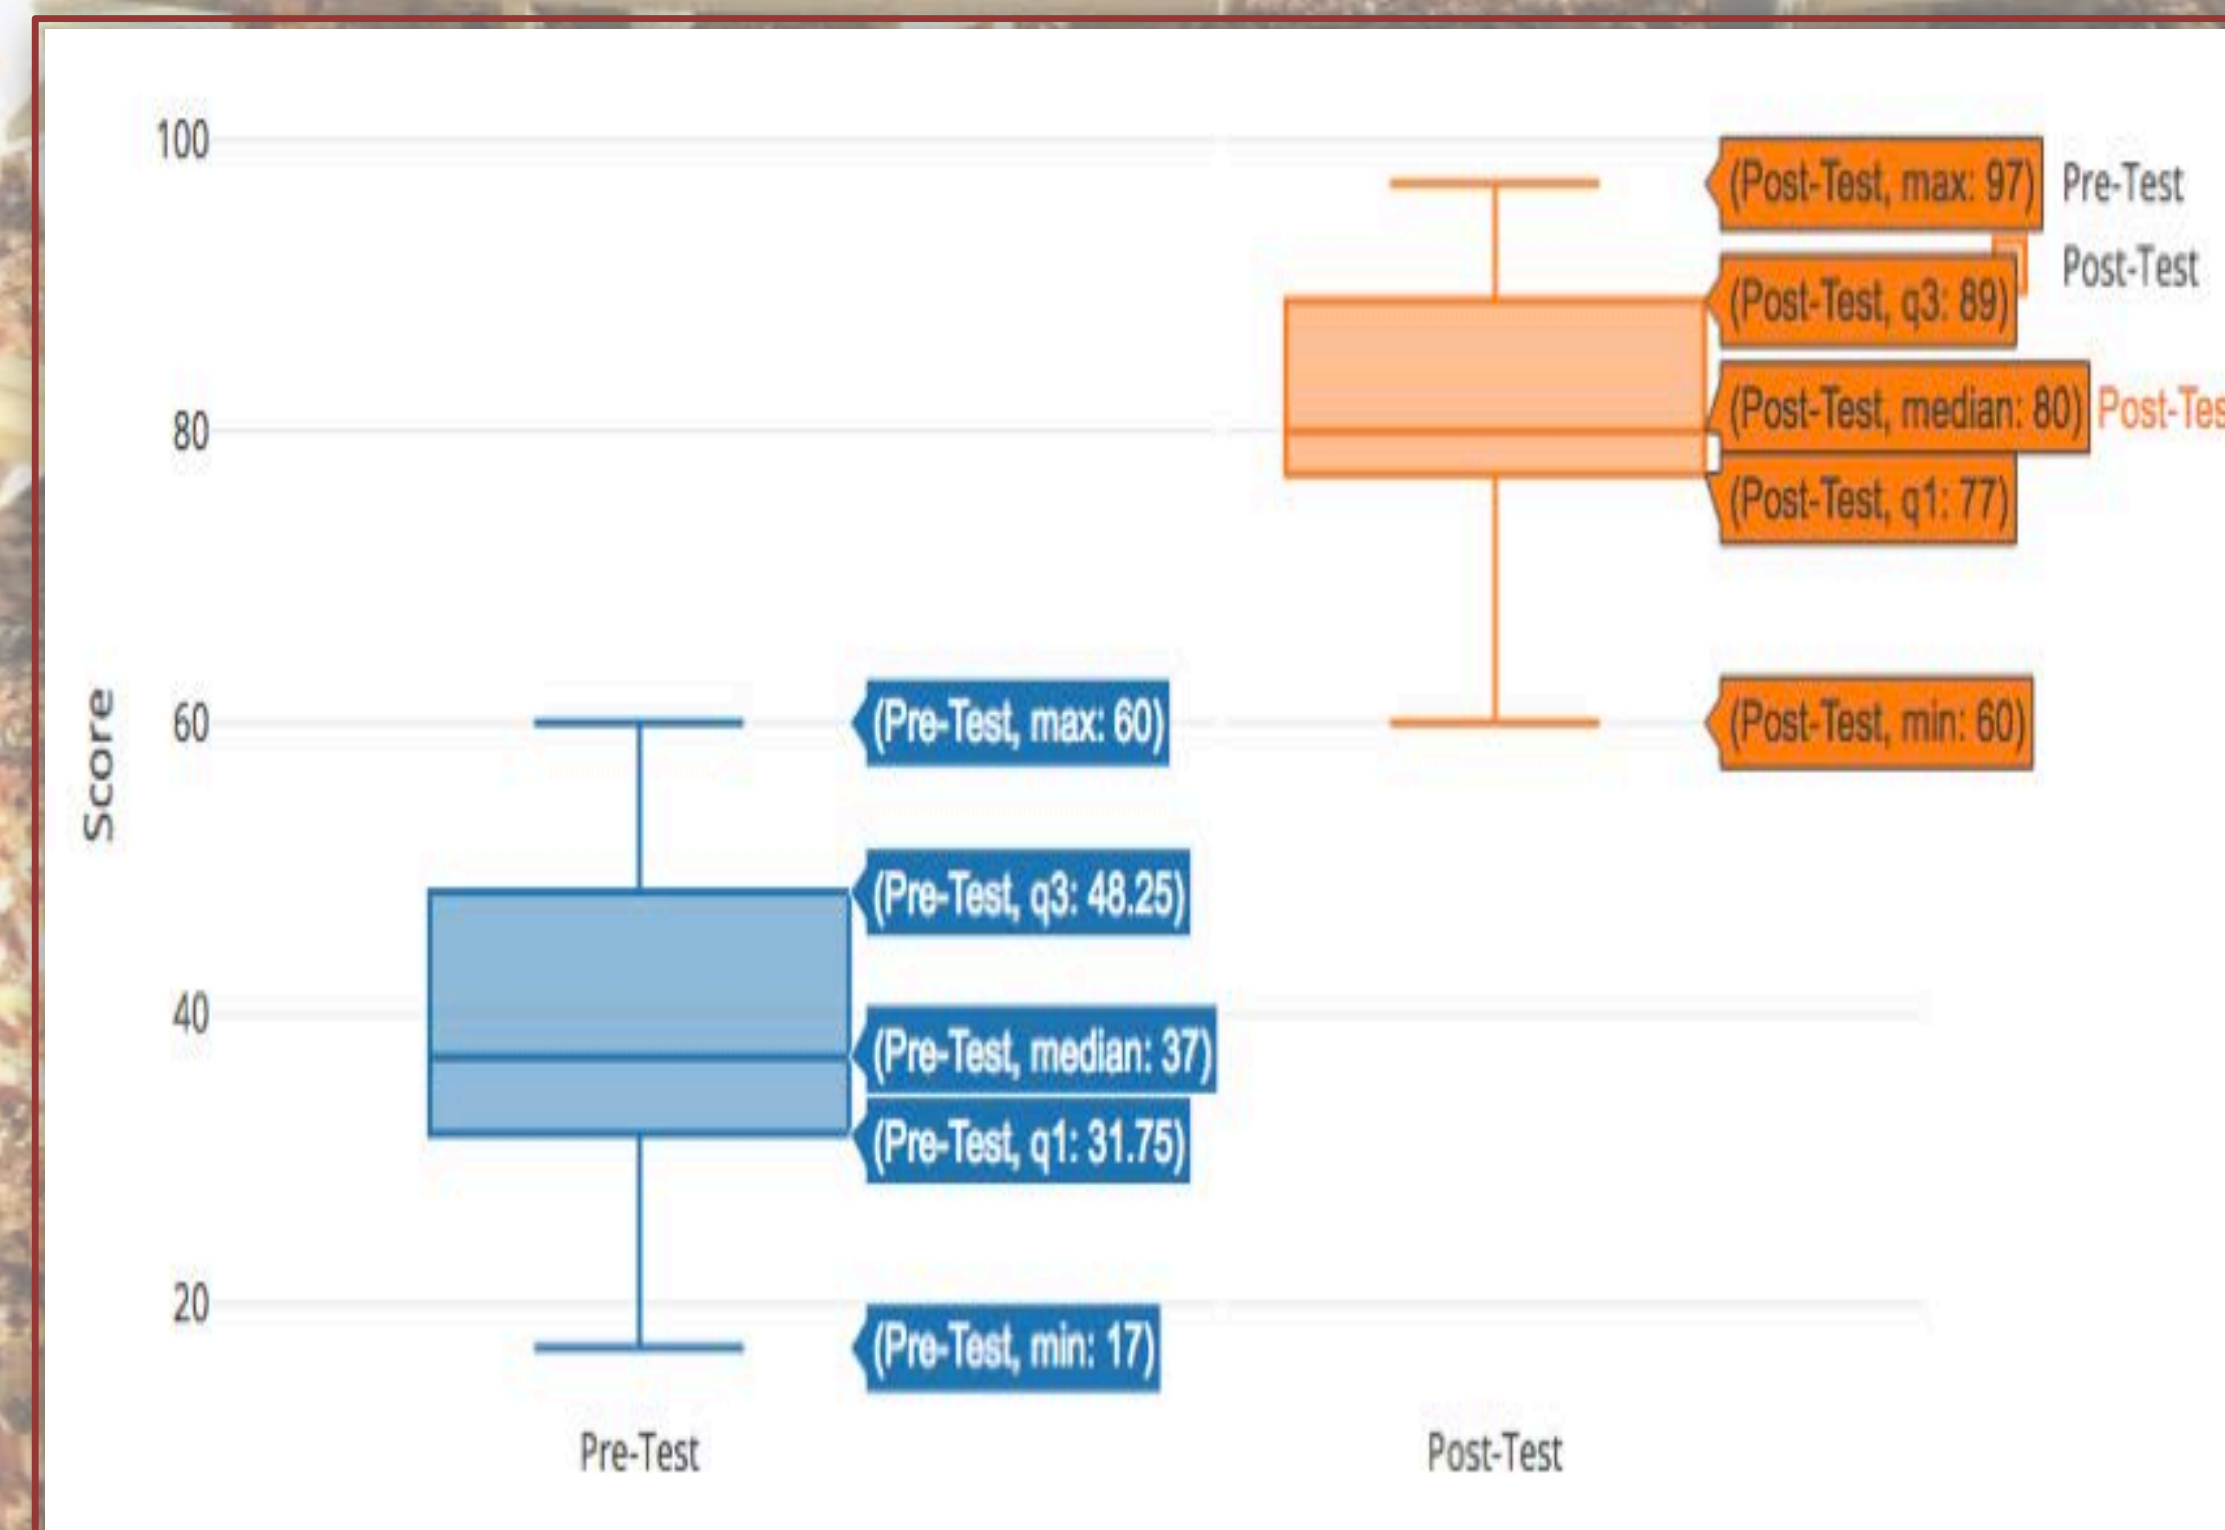 100
80
60
40
20
Score
(Post-Test, max: 97)
Pre-Test
Post-Test
(Post-Test, q3: 89)
(Post-Test, median: 80)
(Post-Test, q1: 77)
(Post-Test, min: 60)
(Pre-Test, max: 60)
(Pre-Test, q3: 48.25)
(Pre-Test, median: 37)
(Pre-Test, q1: 31.75)
(Pre-Test, min: 17)
Pre-Test
Post-Test